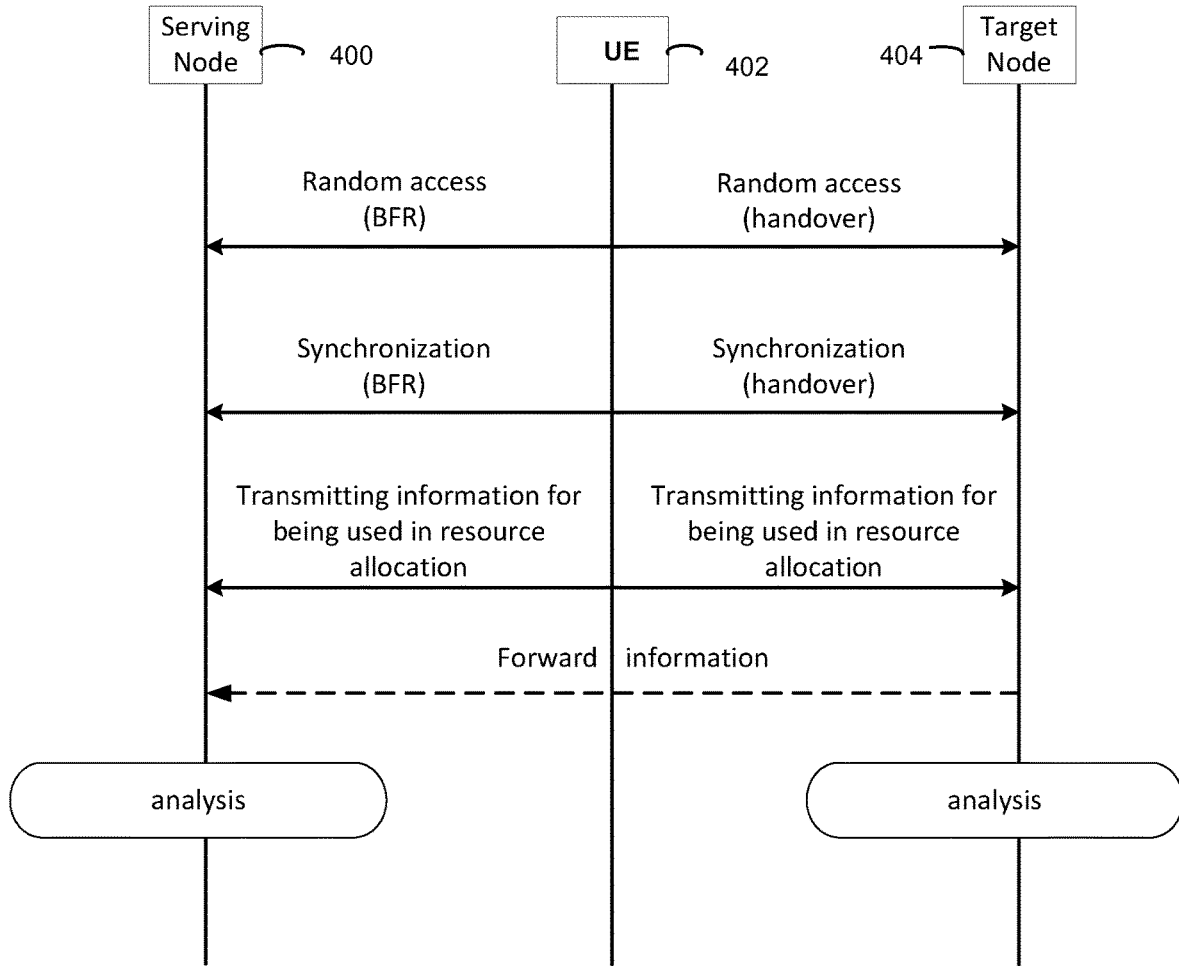 Serving
Node
400
UE
402
404
Target
Node
Random access
(BFR)
Random access
(handover)
Synchronization
(BFR)
Synchronization
(handover)
Transmitting information for
being used in resource
allocation
Transmitting information for
being used in resource
allocation
Forward information
analysis
analysis